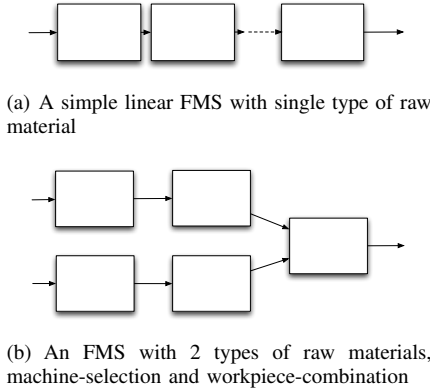 (a) A simple linear FMS with single type of raw
material
(b) An FMS with 2 types of raw materials,
machine-selection and workpiece-combination